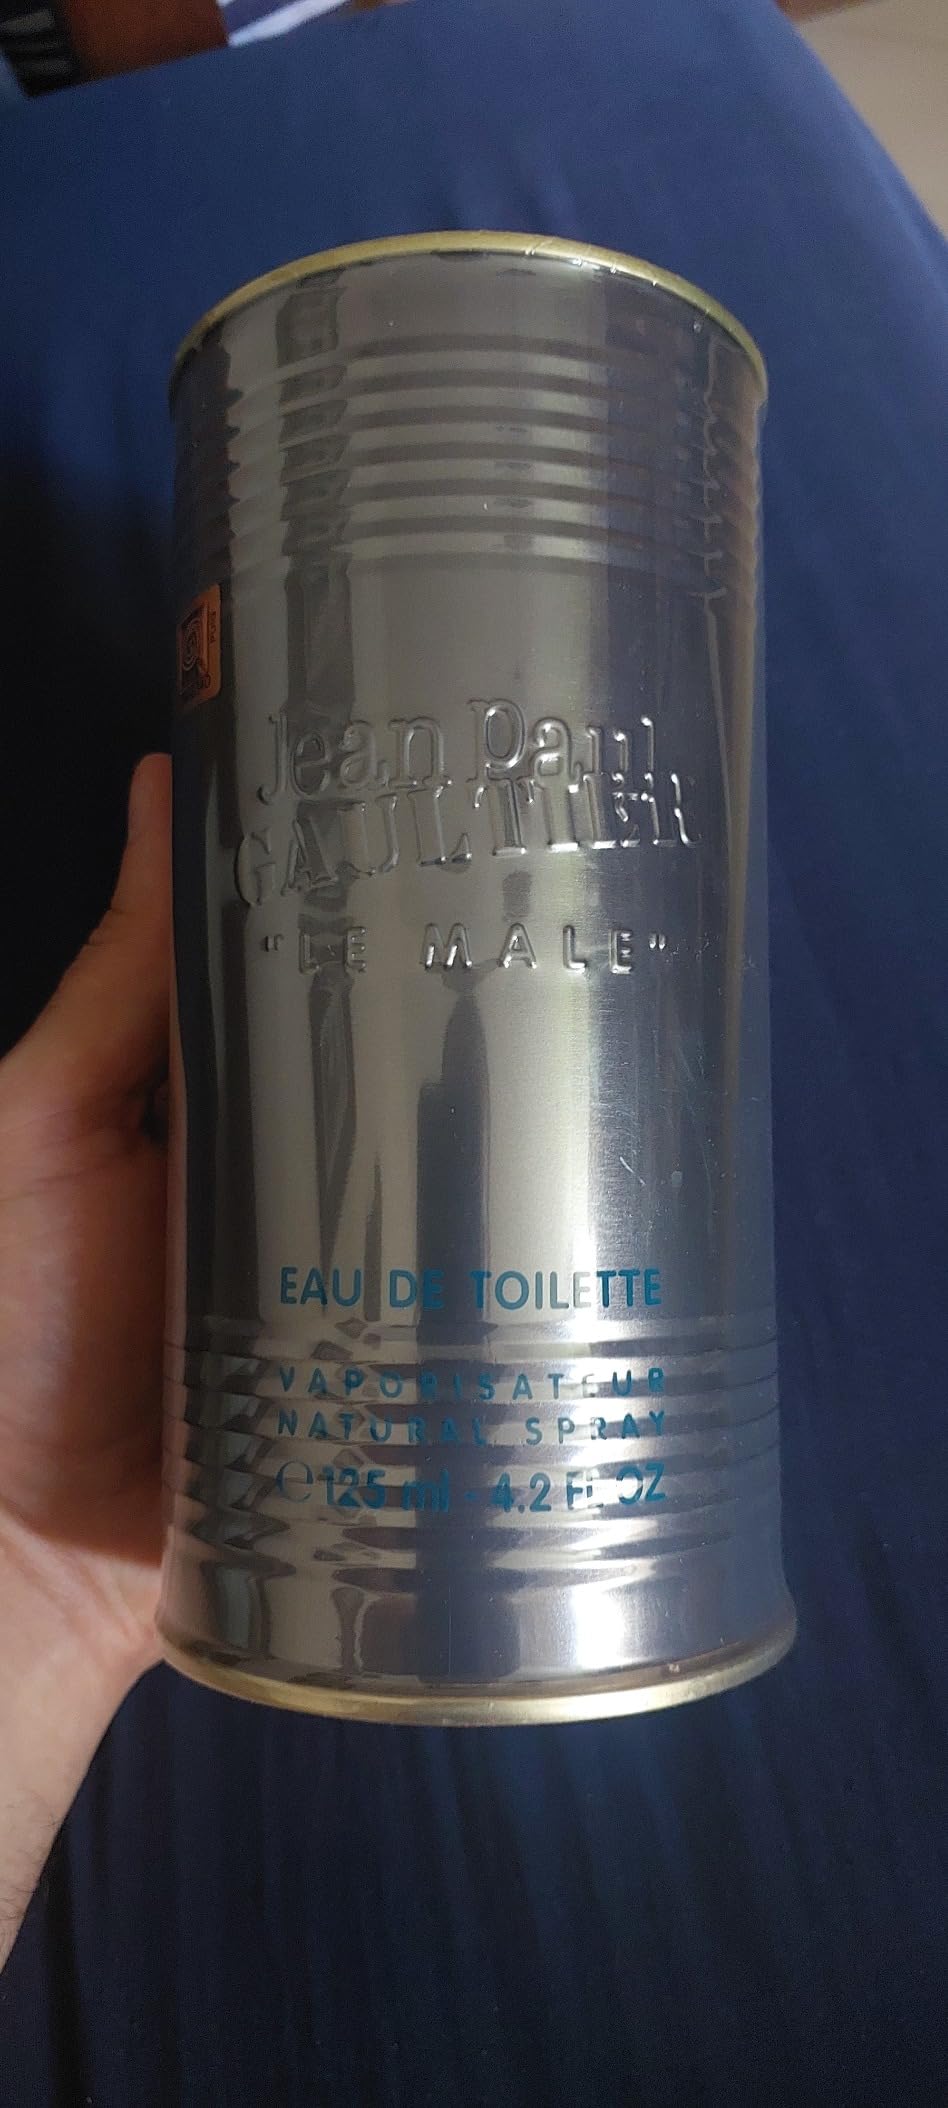 Jean Paul
GAULTIER
"LE MALE"
EAU DE TOILETTE
VAPORISATEUR
NATURAL SPRAY
℮125 ml - 4.2 FL OZ